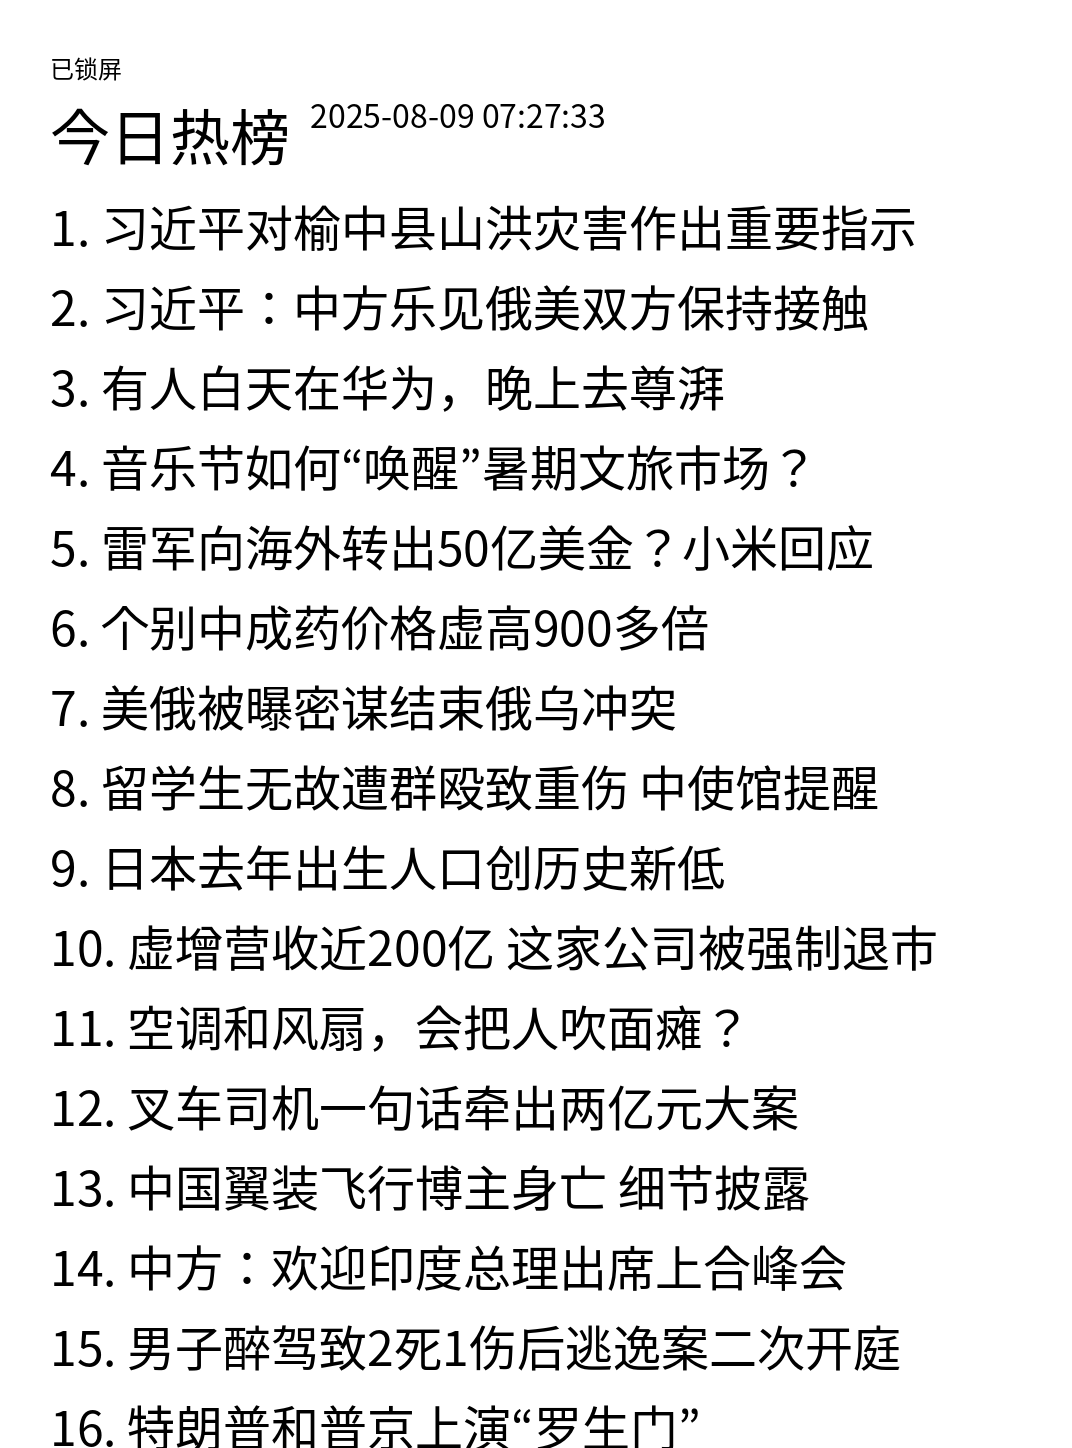 已锁屏
今日热榜 2025-08-09 07:27:33
1. 习近平对榆中县山洪灾害作出重要指示
2. 习近平：中方乐见俄美双方保持接触
3. 有人白天在华为，晚上去尊湃
4. 音乐节如何“唤醒”暑期文旅市场？
5. 雷军向海外转出50亿美金？小米回应
6. 个别中成药价格虚高900多倍
7. 美俄被曝密谋结束俄乌冲突
8. 留学生无故遭群殴致重伤 中使馆提醒
9. 日本去年出生人口创历史新低
10. 虚增营收近200亿 这家公司被强制退市
11. 空调和风扇，会把人吹面瘫？
12. 叉车司机一句话牵出两亿元大案
13. 中国翼装飞行博主身亡 细节披露
14. 中方：欢迎印度总理出席上合峰会
15. 男子醉驾致2死1伤后逃逸案二次开庭
16. 特朗普和普京上演“罗生门”